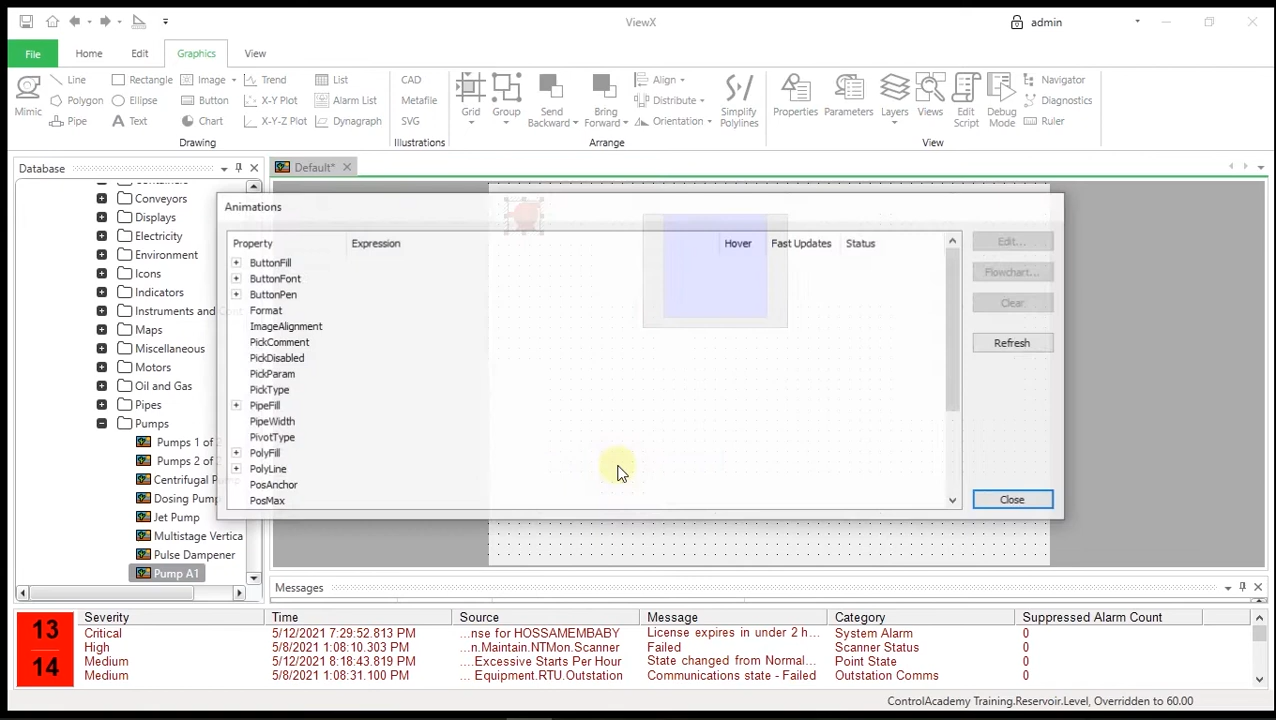 ViewX
admin
File
Home
Edit
Graphics
View
Line
Rectangle
Image
Trend
List
CAD
Align
Navigator
Polygon
Ellipse
Button
X-Y Plot
Alarm List
Metafile
Distribute
Diagnostics
Mimic
Pipe
Text
Chart
X-Y-Z Plot
Dynagraph
SVG
Grid
Group
Send Backward
Bring Forward
Orientation
Simplify Polylines
Properties
Parameters
Layers
Views
Edit Script
Debug Mode
Ruler
Drawing
Illustrations
Arrange
View
Database
Default*
Conveyors
Displays
Electricity
Environment
Icons
Indicators
Instruments and
Maps
Miscellaneous
Motors
Oil and Gas
Pipes
Pumps
Pumps 1 of 2
Pumps 2 of
Centrifugal
Dosing Pump
Jet Pump
Multistage Vertica
Pulse Dampener
Pump A1
Animations
Property
Expression
Hover
Fast Updates
Status
ButtonFill
ButtonFont
ButtonPen
Format
ImageAlignment
PickComment
PickDisabled
PickParam
PickType
PipeFill
PipeWidth
PivotType
PolyFill
PolyLine
PosAnchor
PosMax
Edit...
Flowchart...
Clear
Refresh
Close
Messages
13
14
Severity Time Source Message Category Suppressed Alarm Count
Critical 5/12/2021 7:29:52.813 PM ...nse for HOSSAMEMBABY License expires in under 2 h... System Alarm 0
High 5/8/2021 1:08:10.303 PM ...n.Maintain.NTMon.Scanner Failed Scanner Status 0
Medium 5/12/2021 8:18:43.819 PM ...Excessive Starts Per Hour State changed from Normal... Point State 0
Medium 5/8/2021 1:08:31.100 PM ... Equipment.RTU.Outstation Communications state - Failed Outstation Comms 0
ControlAcademy Training.Reservoir.Level, Overridden to 60.00